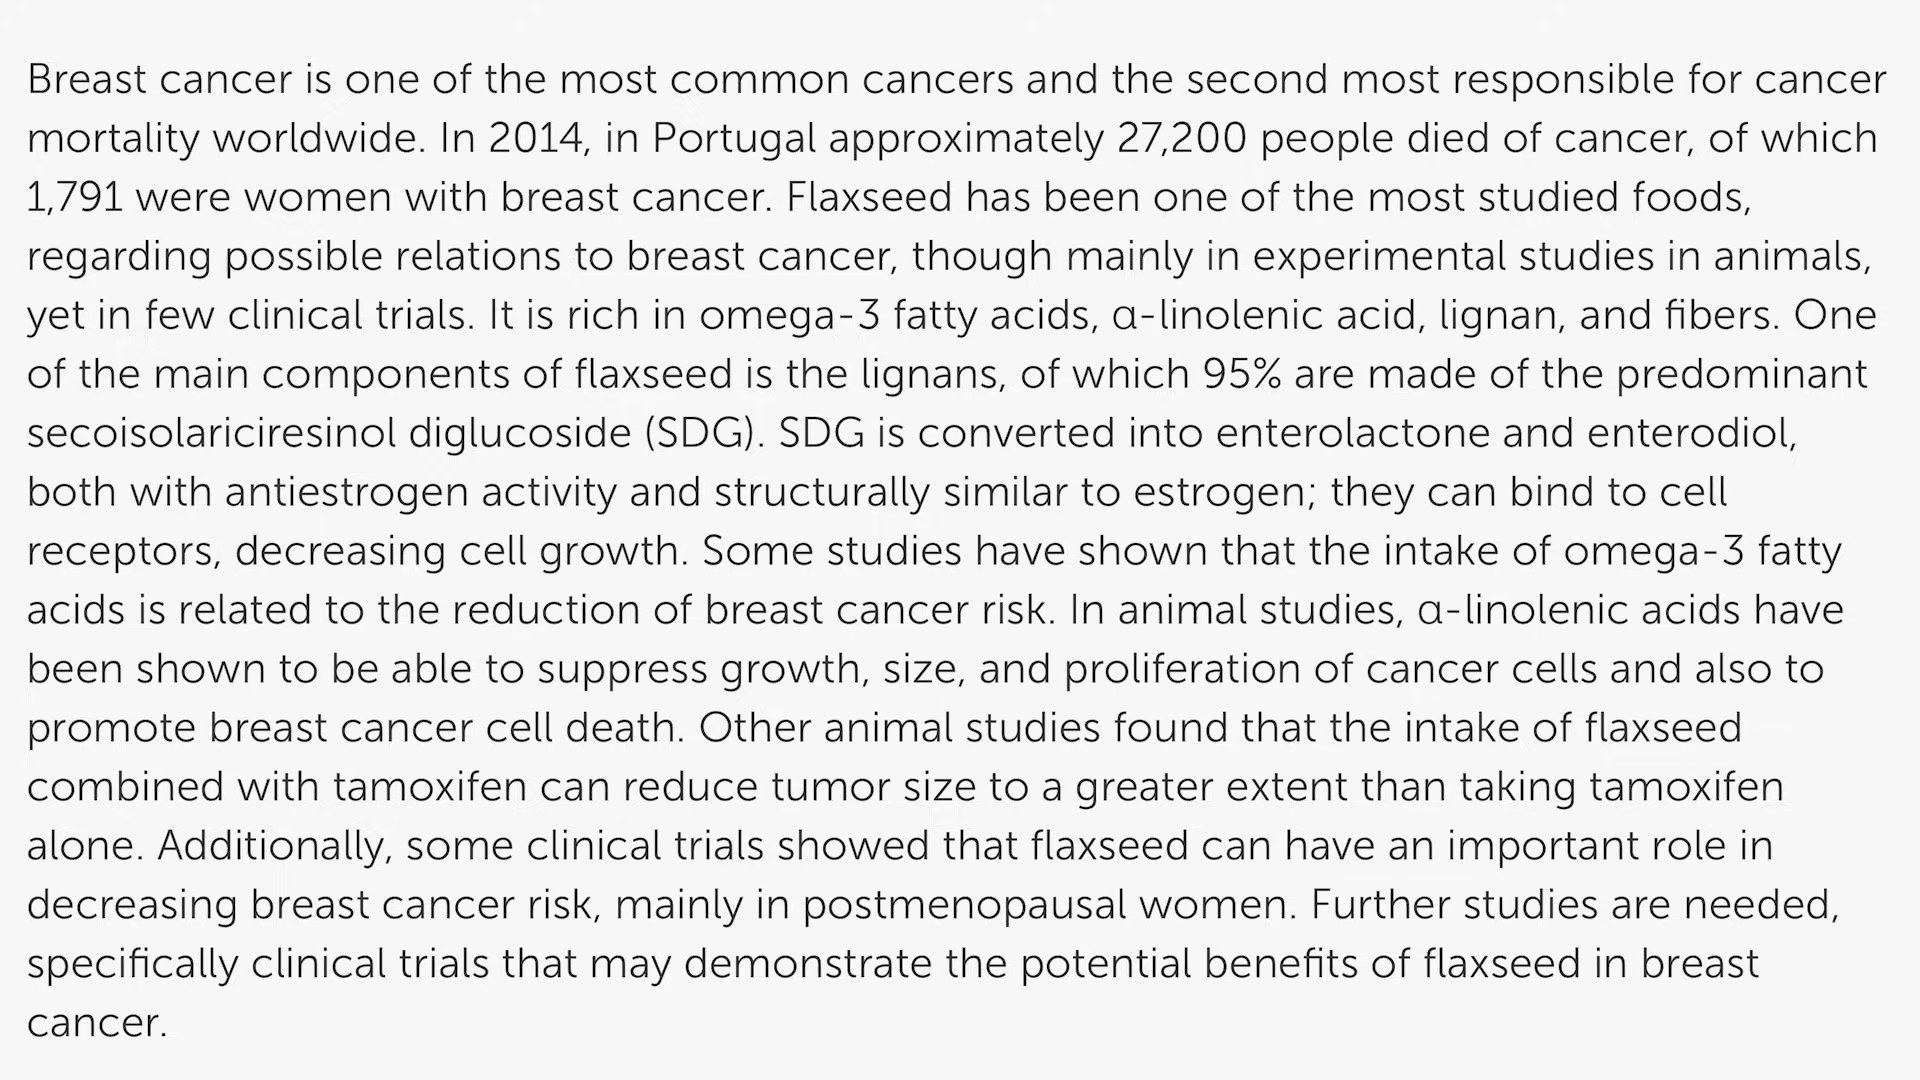 Breast cancer is one of the most common cancers and the second most responsible for cancer
mortality worldwide. In 2014, in Portugal approximately 27,200 people died of cancer, of which
1,791 were women with breast cancer. Flaxseed has been one of the most studied foods,
regarding possible relations to breast cancer, though mainly in experimental studies in animals,
yet in few clinical trials. It is rich in omega-3 fatty acids, α-linolenic acid, lignan, and fibers. One
of the main components of flaxseed is the lignans, of which 95% are made of the predominant
secoisolariciresinol diglucoside (SDG). SDG is converted into enterolactone and enterodiol,
both with antiestrogen activity and structurally similar to estrogen; they can bind to cell
receptors, decreasing cell growth. Some studies have shown that the intake of omega-3 fatty
acids is related to the reduction of breast cancer risk. In animal studies, α-linolenic acids have
been shown to be able to suppress growth, size, and proliferation of cancer cells and also to
promote breast cancer cell death. Other animal studies found that the intake of flaxseed
combined with tamoxifen can reduce tumor size to a greater extent than taking tamoxifen
alone. Additionally, some clinical trials showed that flaxseed can have an important role in
decreasing breast cancer risk, mainly in postmenopausal women. Further studies are needed,
specifically clinical trials that may demonstrate the potential benefits of flaxseed in breast
cancer.